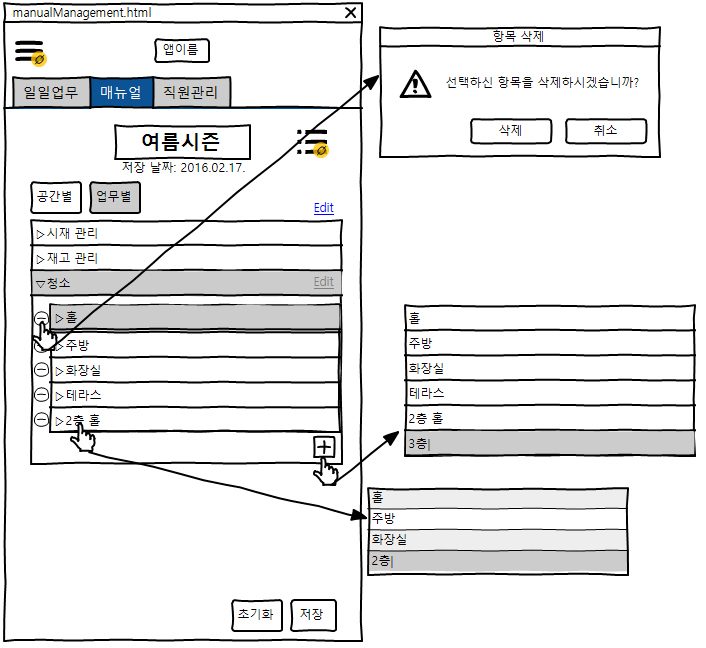 manualManagement.html
앱이름
일일업무 매뉴얼 직원관리
여름시즌
저장 날짜: 2016.02.17.
공간별 업무별
Edit
▷시재 관리
▷재고 관리
▽청소 Edit
▷홀
▷주방
▷화장실
▷테라스
▷2층 홀
초기화 저장
항목 삭제
선택하신 항목을 삭제하시겠습니까?
삭제 취소
홀
주방
화장실
테라스
2층 홀
3층|
홀
주방
화장실
2층|